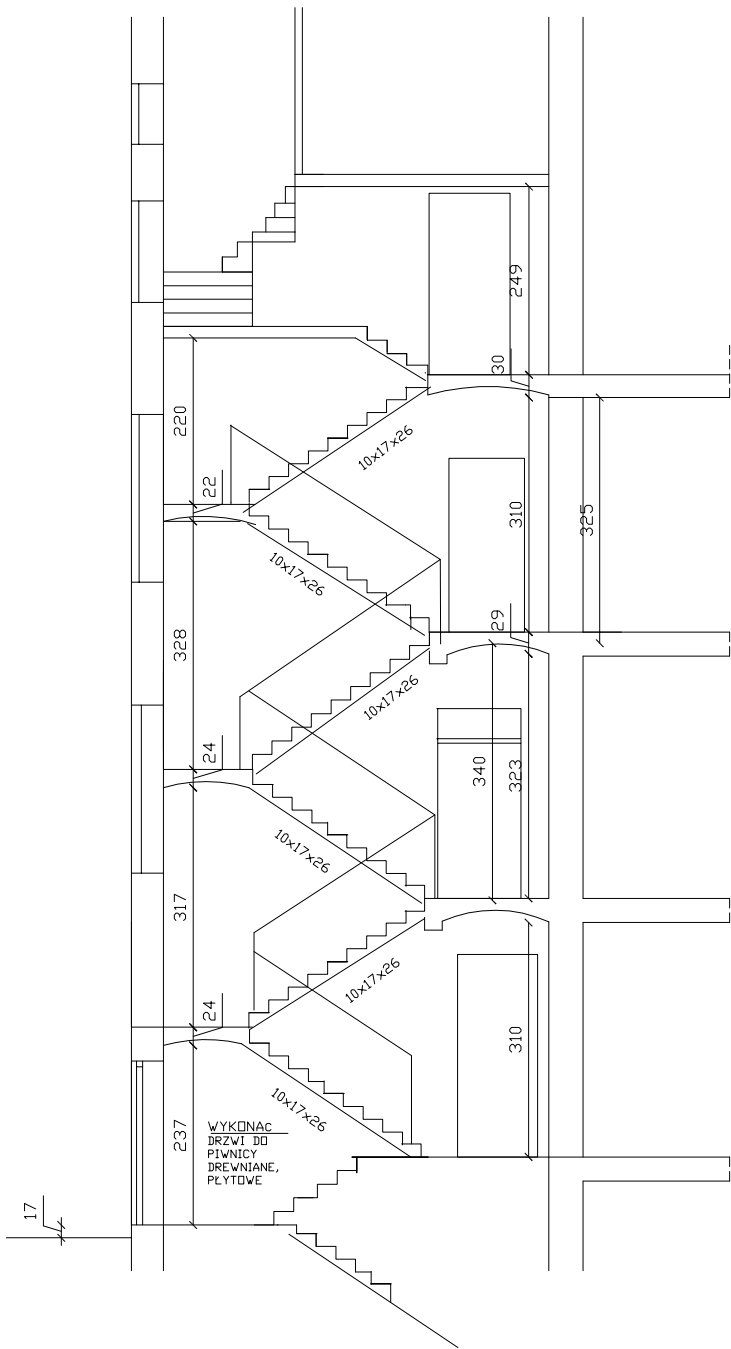 249
30
220
10x17x26
22
310
325
10x17x26
29
328
10x17x26
24
340
323
10x17x26
317
10x17x26
24
310
10x17x26
237
WYKONAC
DRZWI DO
PIWNICY
DREWNIANE,
PŁYTOWE
17